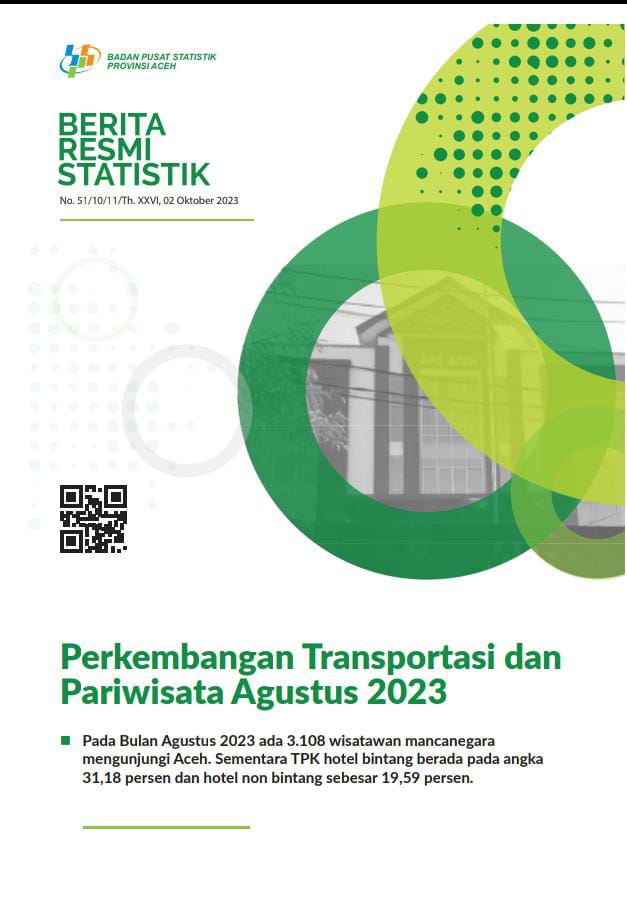 BADAN PUSAT STATISTIK
PROVINSI ACEH
BERITA
RESMI
STATISTIK
No. 51/10/11/Th. XXVI, 02 Oktober 2023
BPS ACEH
Perkembangan Transportasi dan
Pariwisata Agustus 2023
Pada Bulan Agustus 2023 ada 3.108 wisatawan mancanegara
mengunjungi Aceh. Sementara TPK hotel bintang berada pada angka
31,18 persen dan hotel non bintang sebesar 19,59 persen.